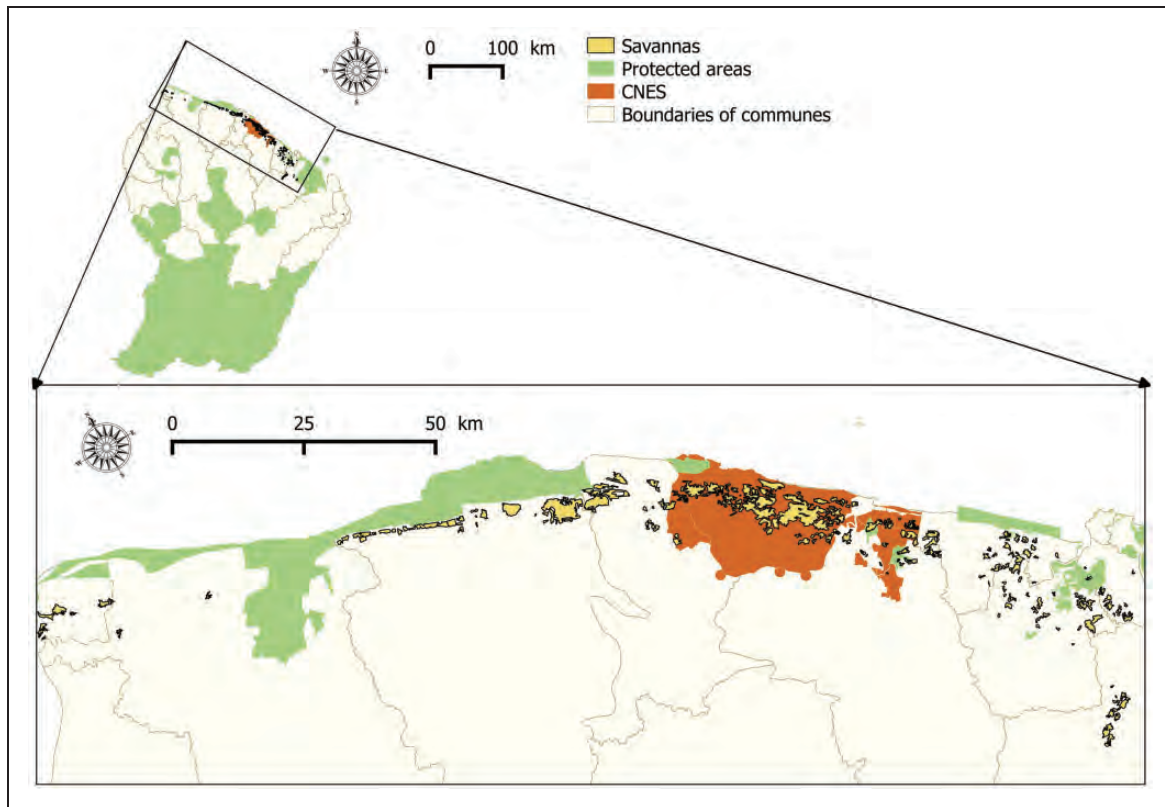 0 100 km
Savannas
Protected areas
CNES
Boundaries of communes
0 25 50 km